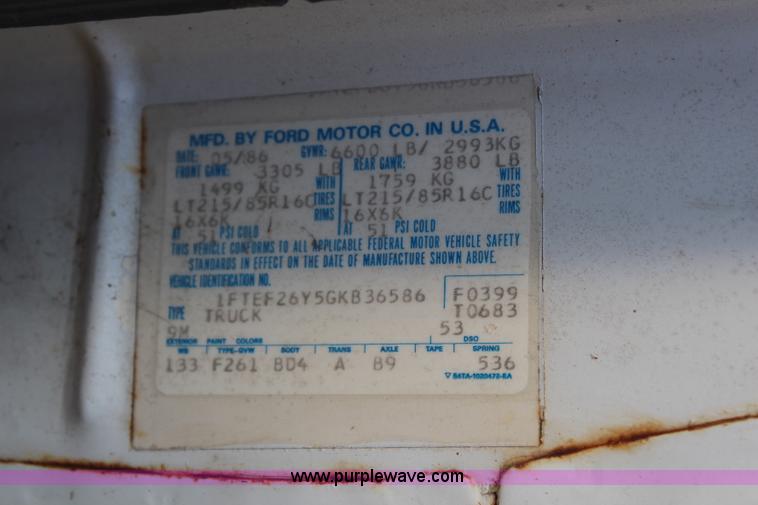 MFD. BY FORD MOTOR CO. IN U.S.A.
DATE: 05/86 GVWR: 6600 LB/ 2993KG
FRONT GAWR: 3305 LB REAR GAWR: 3880 LB
1499 KG WITH 1759 KG WITH
LT215/85R16C TIRES LT215/85R16C TIRES
16X6K RIMS 16X6K RIMS
AT 51 PSI COLD AT 51 PSI COLD
THIS VEHICLE CONFORMS TO ALL APPLICABLE FEDERAL MOTOR VEHICLE SAFETY
STANDARDS IN EFFECT ON THE DATE OF MANUFACTURE SHOWN ABOVE.
VEHICLE IDENTIFICATION NO.
1FTEF26Y5GKB36586 F0399
TYPE TRUCK T0683
9M 53
EXTERIOR PAINT COLORS DSO
WB TYPE-GVW BODY TRANS AXLE TAPE SPRING
133 F261 BD4 A B9 536
E4TA-1020472-EA
www.purplewave.com